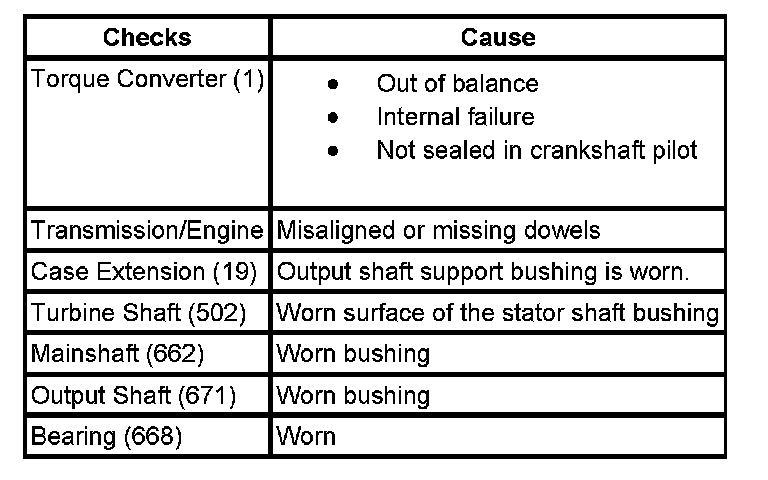 Checks Cause
Torque Converter (1) • Out of balance
• Internal failure
• Not sealed in crankshaft pilot
Transmission/Engine Misaligned or missing dowels
Case Extension (19) Output shaft support bushing is worn.
Turbine Shaft (502) Worn surface of the stator shaft bushing
Mainshaft (662) Worn bushing
Output Shaft (671) Worn bushing
Bearing (668) Worn